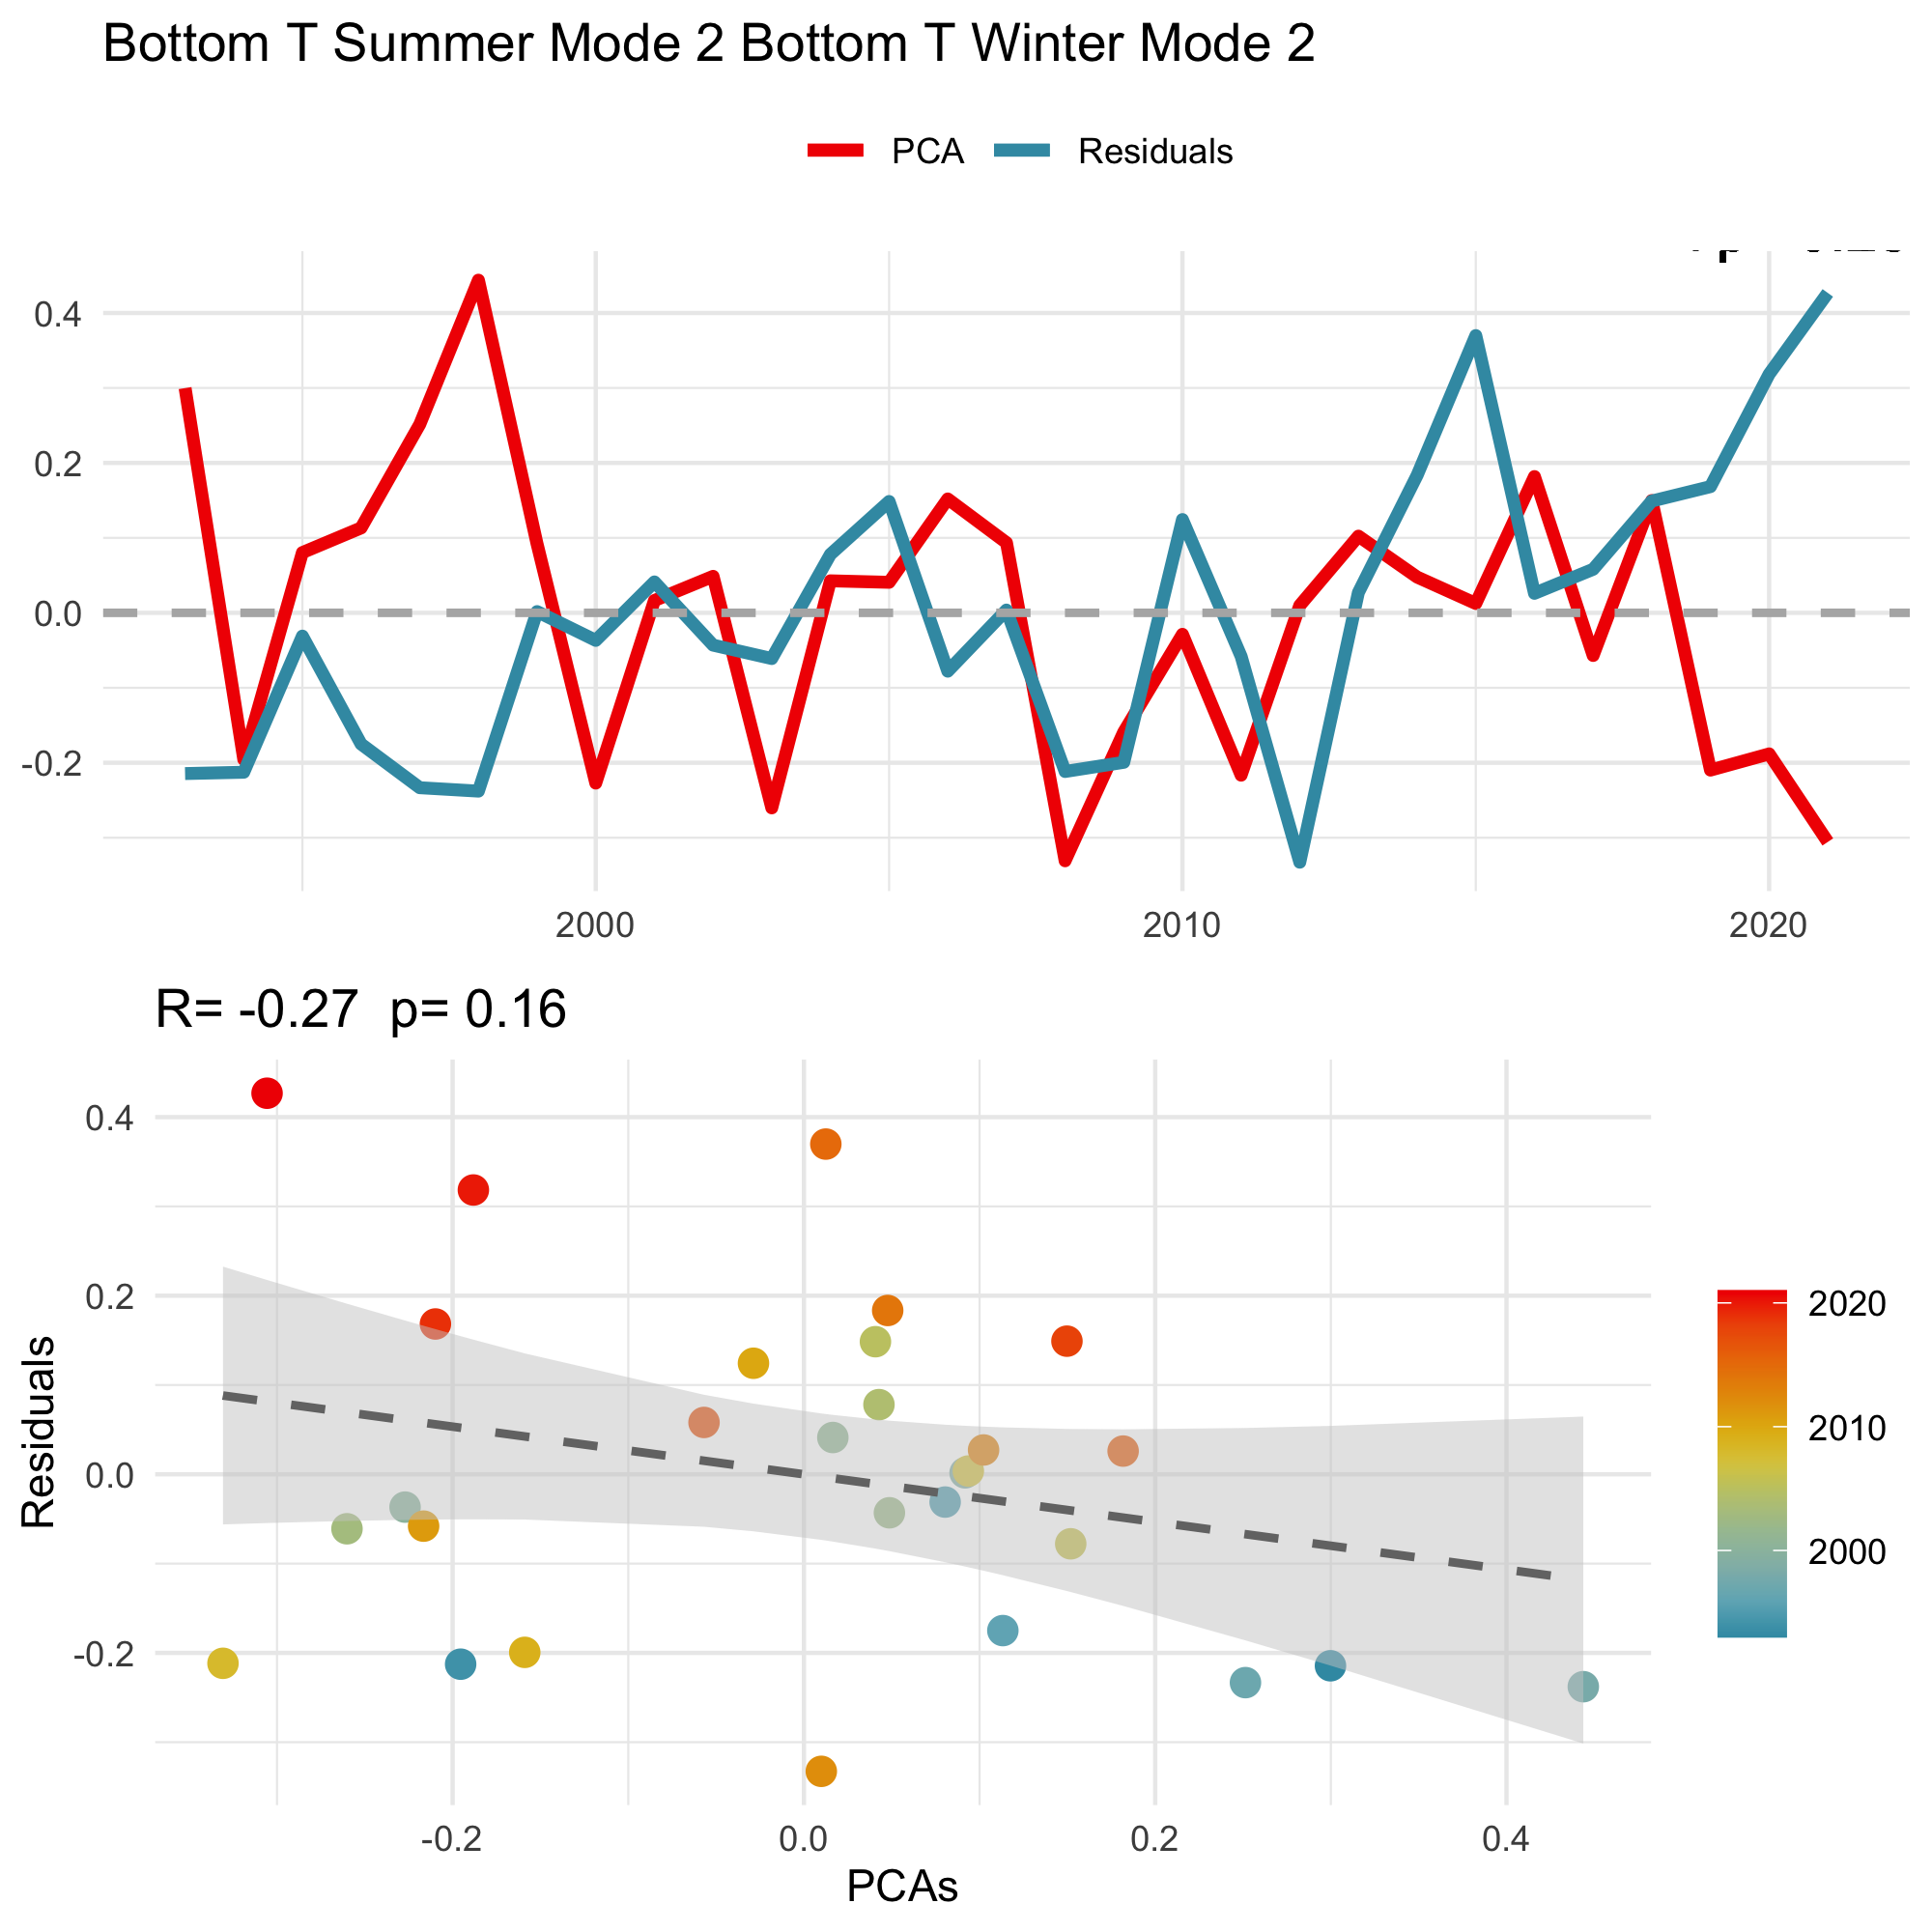 Bottom T Summer Mode 2 Bottom T Winter Mode 2
PCA Residuals
0.4
0.2
0.0
-0.2
2000 2010 2020
R= -0.27 p= 0.16
Residuals
0.4
0.2
0.0
-0.2
-0.2 0.0 0.2 0.4
PCAs
2020
2010
2000